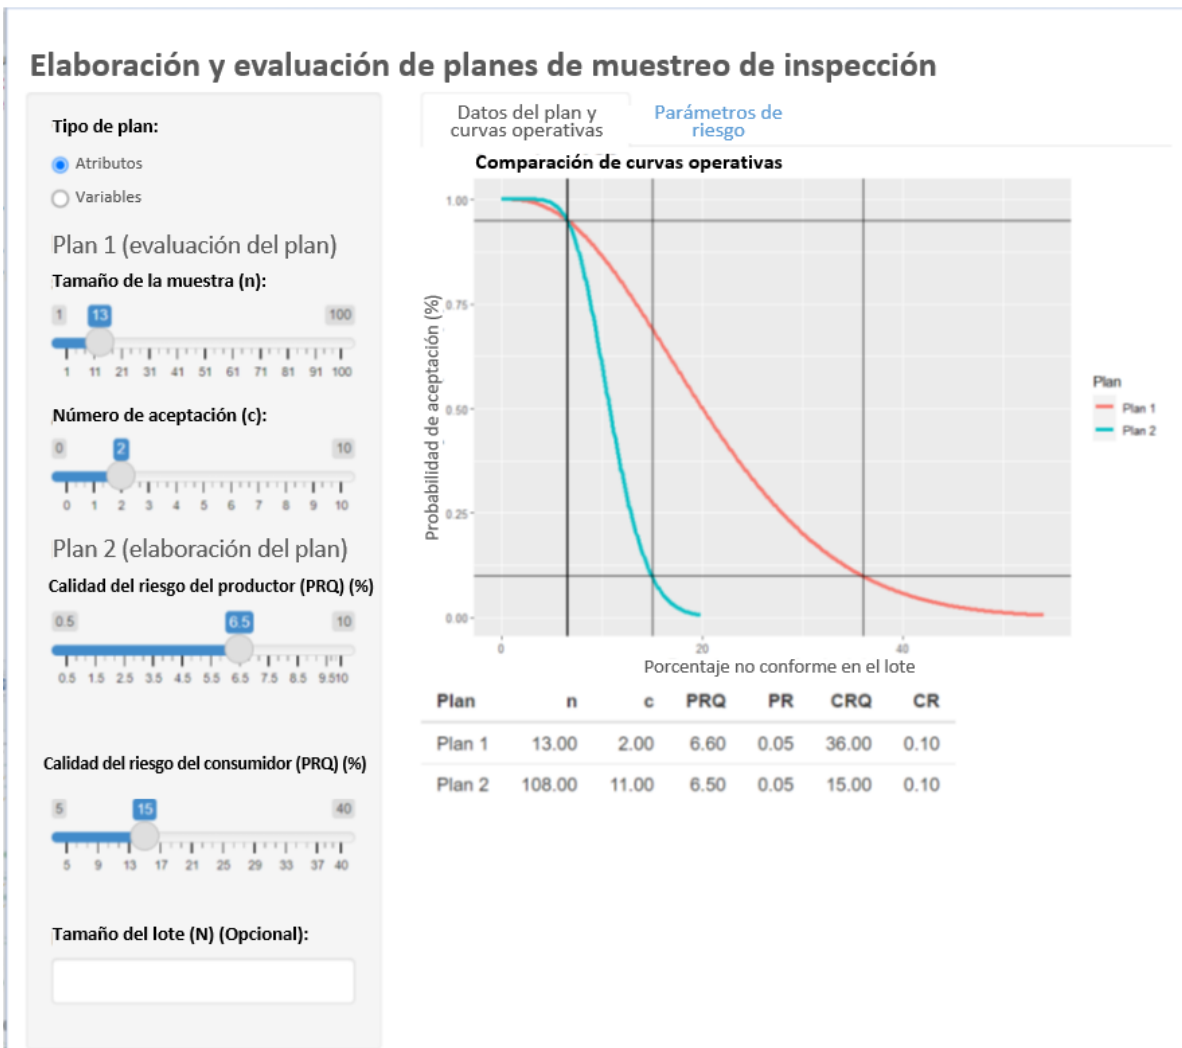 Elaboración y evaluación de planes de muestreo de inspección
Tipo de plan:
Atributos
Variables
Plan 1 (evaluación del plan)
Tamaño de la muestra (n):
1 13 100
1 11 21 31 41 51 61 71 81 91 100
Número de aceptación (c):
0 2 10
0 1 2 3 4 5 6 7 8 9 10
Plan 2 (elaboración del plan)
Calidad del riesgo del productor (PRQ) (%)
0.5 6.5 10
0.5 1.5 2.5 3.5 4.5 5.5 6.5 7.5 8.5 9.510
Calidad del riesgo del consumidor (PRQ) (%)
5 15 40
5 9 13 17 21 25 29 33 37 40
Tamaño del lote (N) (Opcional):
Datos del plan y
curvas operativas
Parámetros de
riesgo
Comparación de curvas operativas
Probabilidad de aceptación (%)
1.00
0.75
0.50
0.25
0.00
0 20 40
Porcentaje no conforme en el lote
Plan
Plan 1
Plan 2
Plan n c PRQ PR CRQ CR
Plan 1 13.00 2.00 6.60 0.05 36.00 0.10
Plan 2 108.00 11.00 6.50 0.05 15.00 0.10